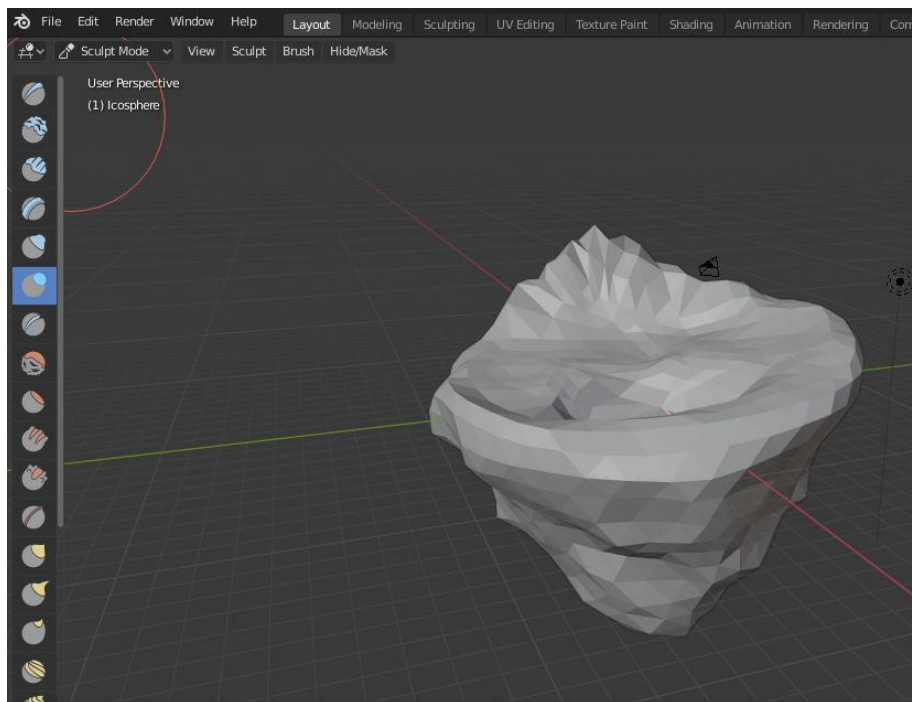 File Edit Render Window Help Layout Modeling Sculpting UV Editing Texture Paint Shading Animation Rendering Com
Sculpt Mode View Sculpt Brush Hide/Mask
User Perspective
(1) Icosphere